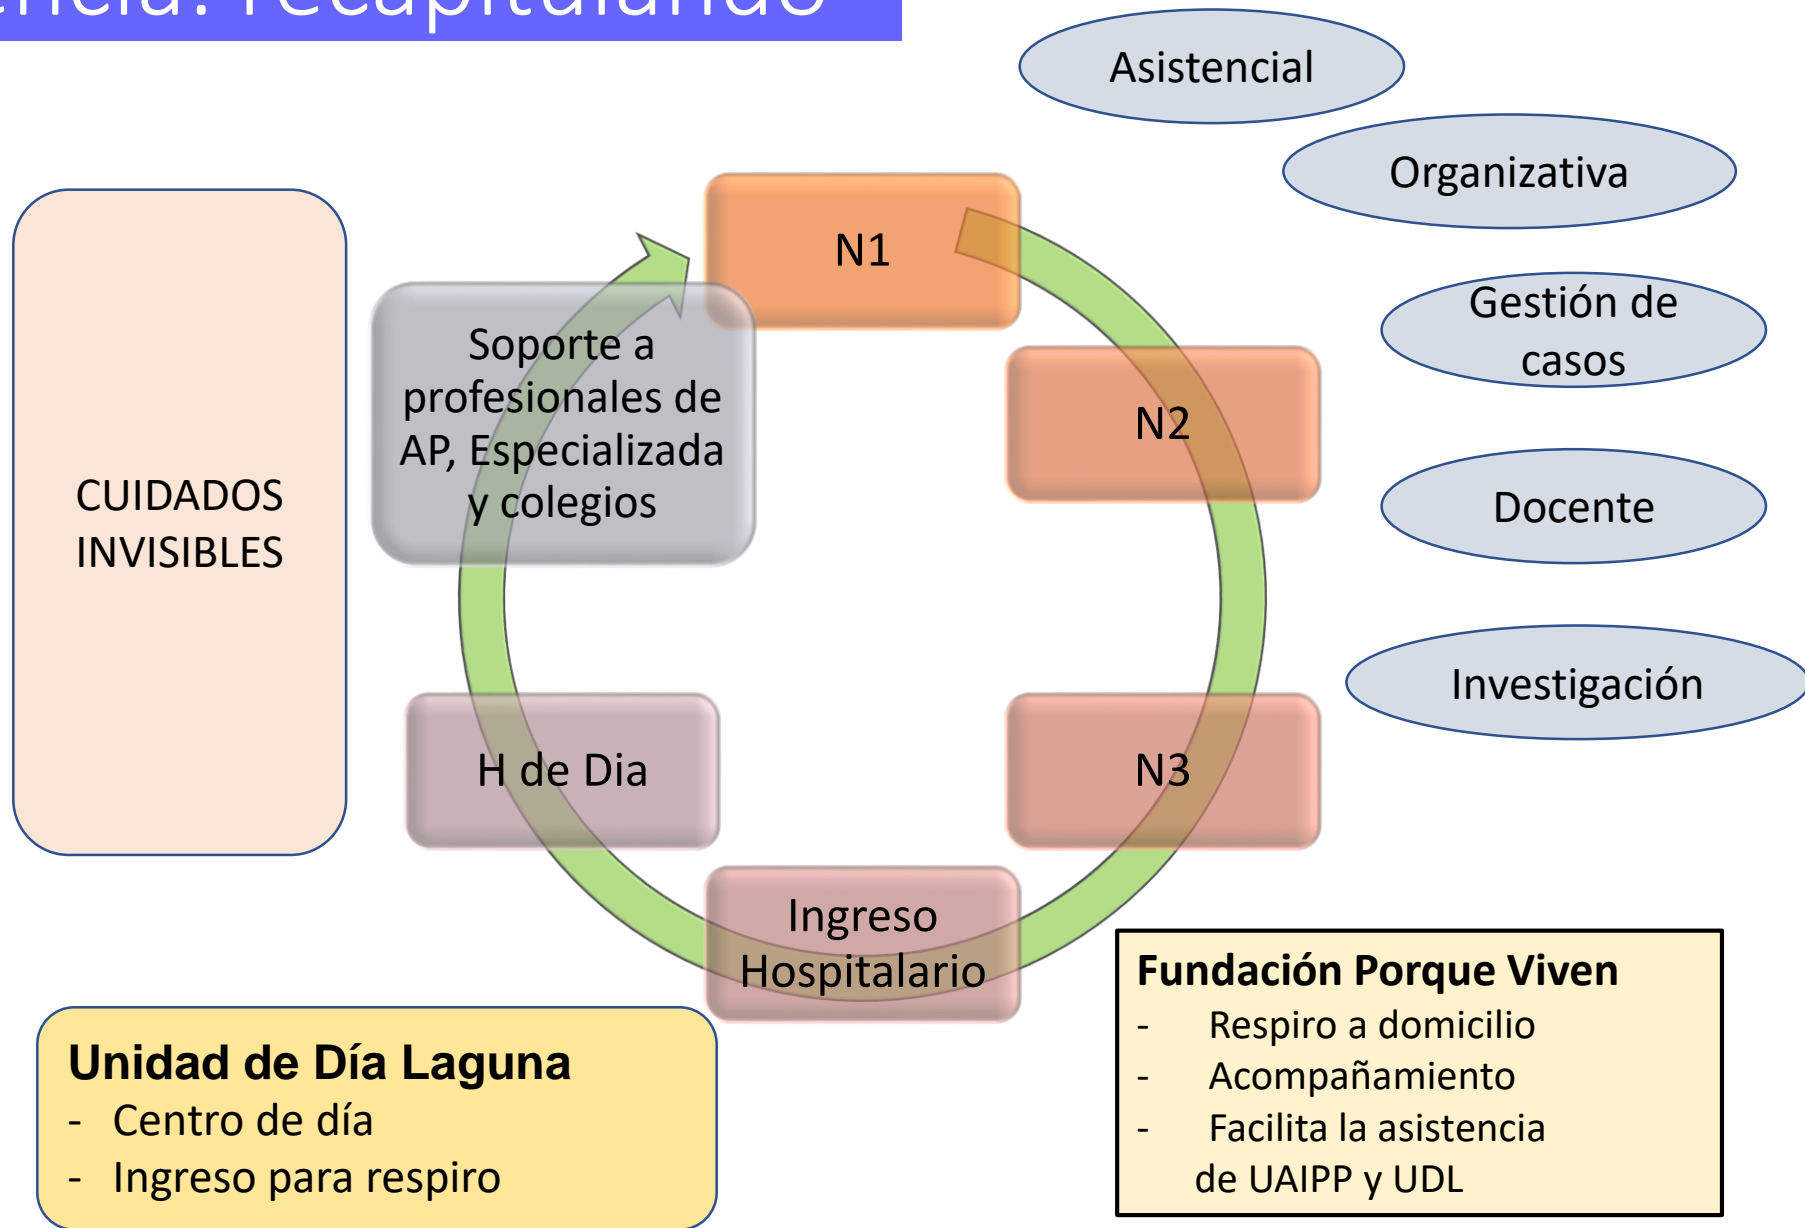 recapitulando
Asistencial
Organizativa
Gestión de
casos
Docente
Investigación
N1
N2
N3
Ingreso
Hospitalario
H de Dia
Soporte a
profesionales de
AP, Especializada
y colegios
CUIDADOS
INVISIBLES
Unidad de Día Laguna
- Centro de día
- Ingreso para respiro
Fundación Porque Viven
- Respiro a domicilio
- Acompañamiento
- Facilita la asistencia
de UAIPP y UDL